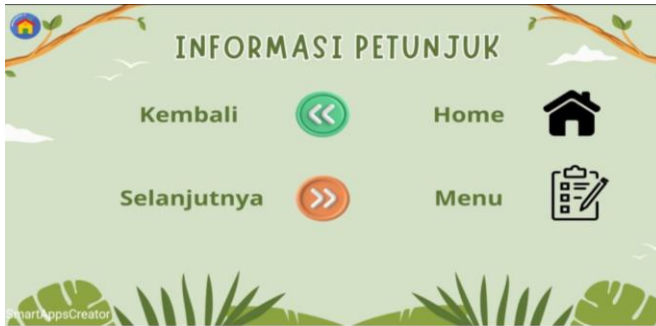 INFORMASI PETUNJUK
Kembali
Home
Selanjutnya
Menu
SmartAppsCreator